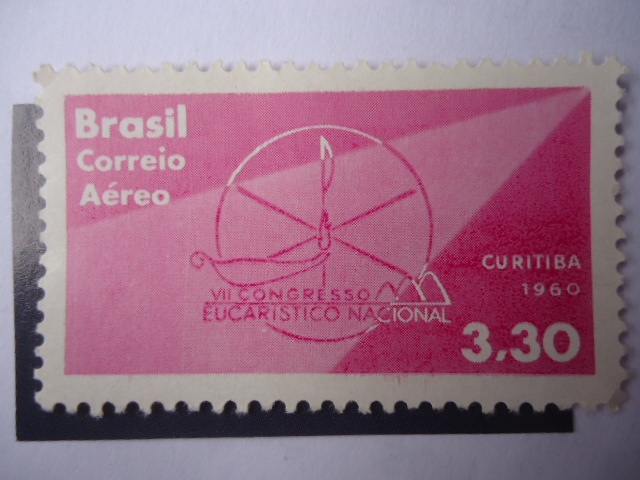 Brasil
Correio
Aéreo
CURITIBA
1960
VII CONGRESSO
EUCARÍSTICO NACIONAL
3,30